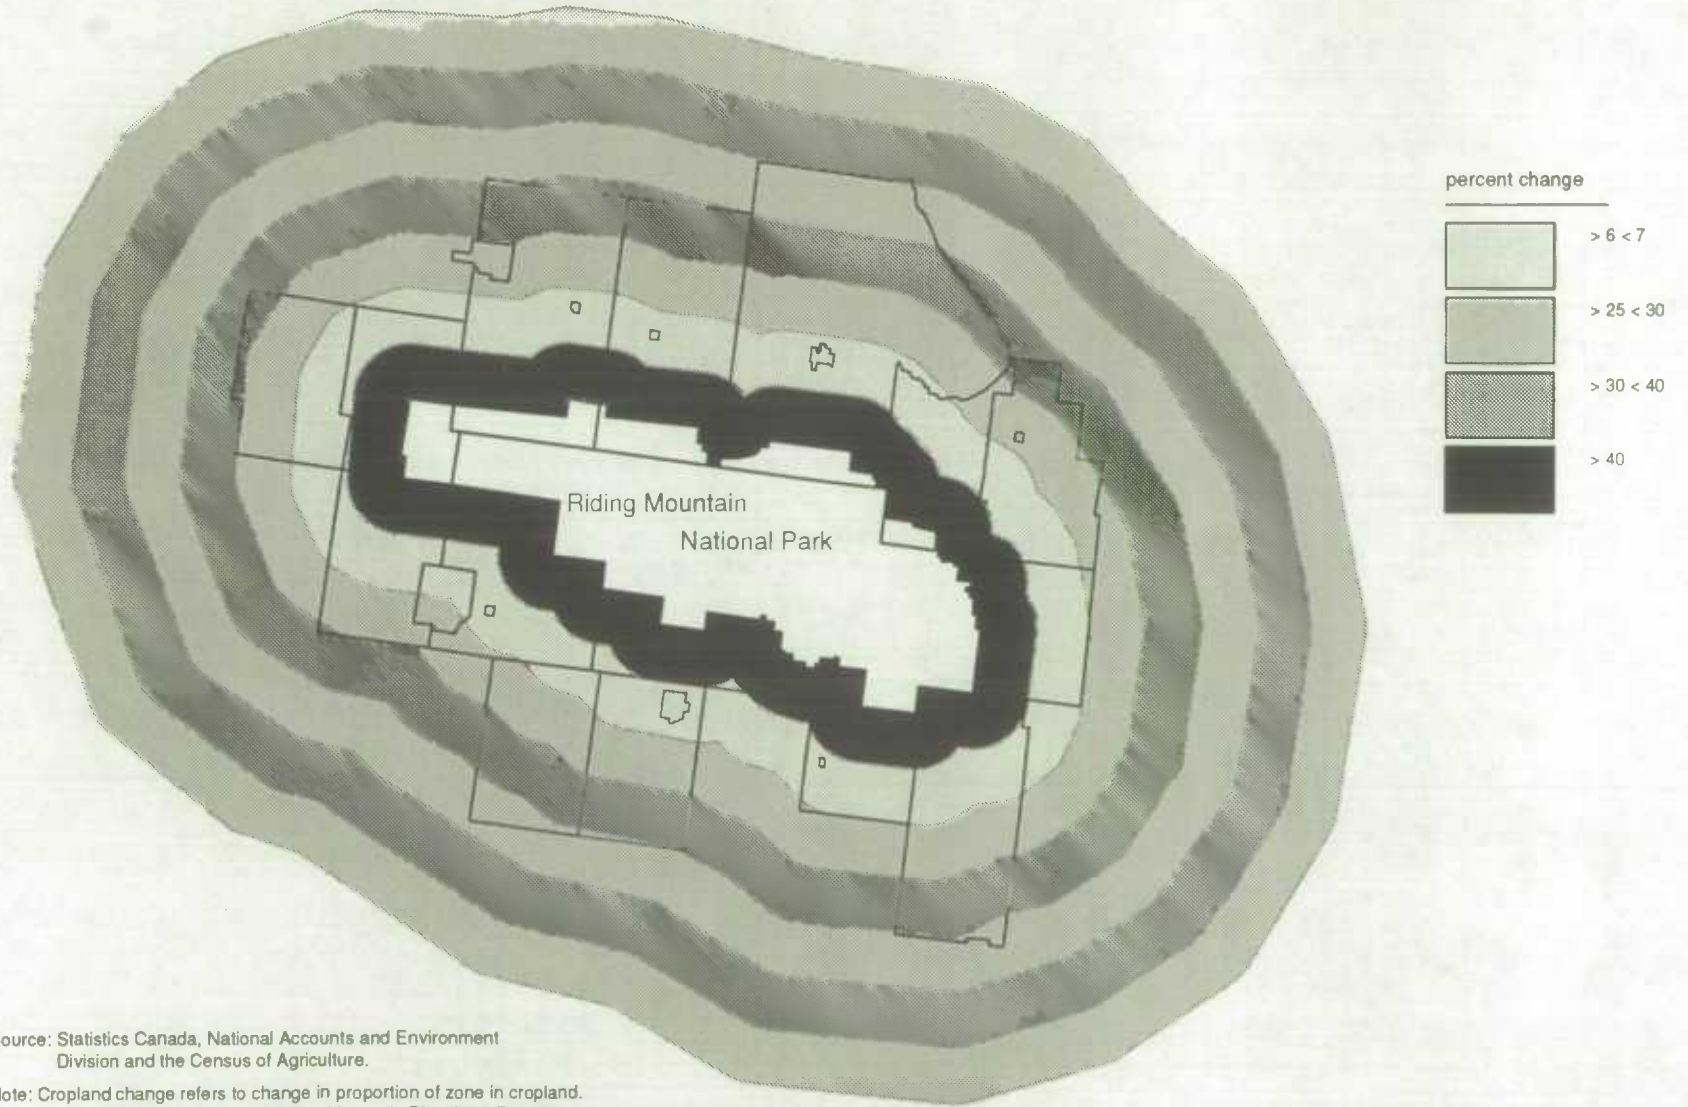 percent change
> 6 < 7
> 25 < 30
> 30 < 40
> 40
Riding Mountain
National Park
ource: Statistics Canada, National Accounts and Environment
Division and the Census of Agriculture.
ote: Cropland change refers to change in proportion of zone in cropland.